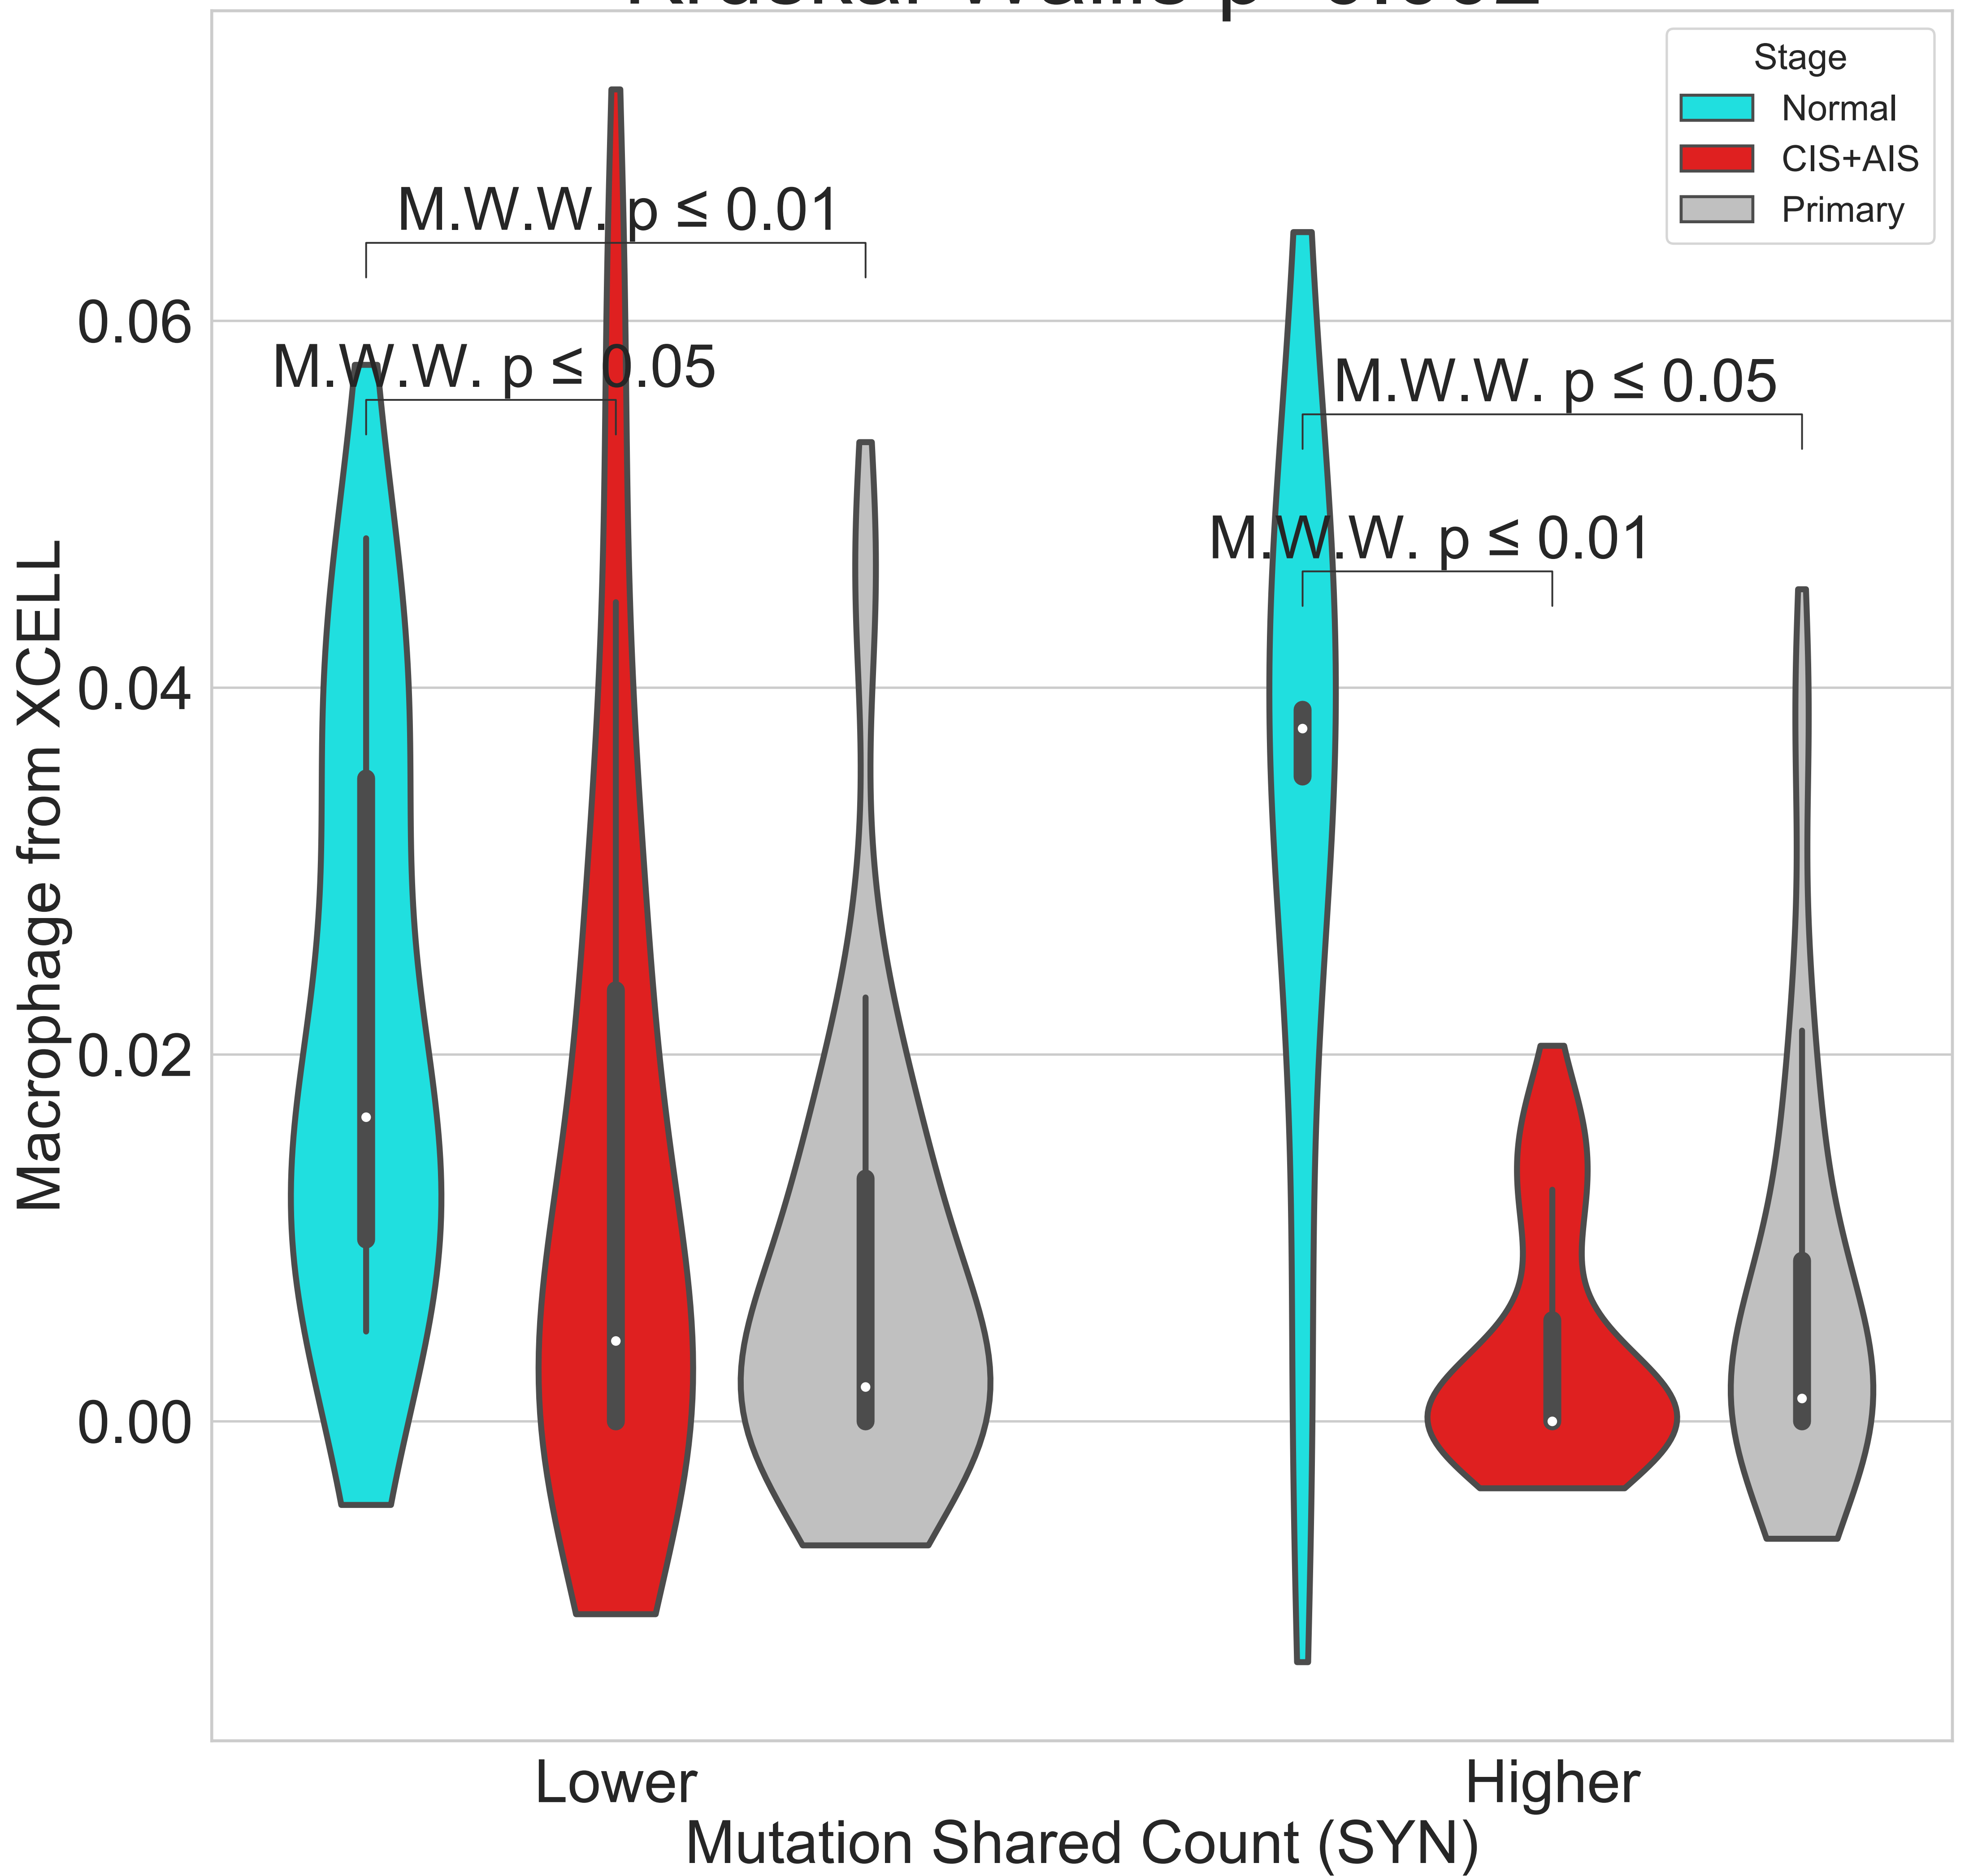 Stage
Normal
CIS+AIS
Primary
M.W.W. p ≤ 0.01
M.W.W. p ≤ 0.05
M.W.W. p ≤ 0.05
M.W.W. p ≤ 0.01
0.06
0.04
0.02
0.00
Macrophage from XCELL
Lower
Higher
Mutation Shared Count (SYN)